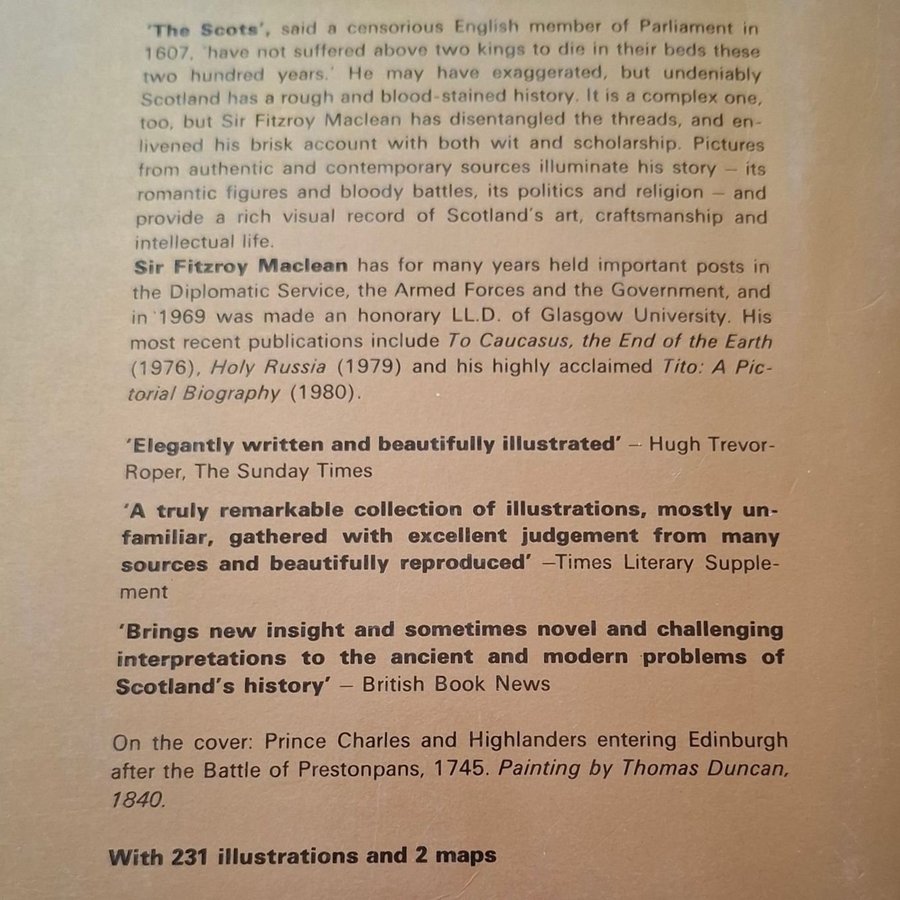 'The Scots', said a censorious English member of Parliament in
1607, 'have not suffered above two kings to die in their beds these
two hundred years.' He may have exaggerated, but undeniably
Scotland has a rough and blood-stained history. It is a complex one,
too, but Sir Fitzroy Maclean has disentangled the threads, and en-
livened his brisk account with both wit and scholarship. Pictures
from authentic and contemporary sources illuminate his story – its
romantic figures and bloody battles, its politics and religion – and
provide a rich visual record of Scotland's art, craftsmanship and
intellectual life.
Sir Fitzroy Maclean has for many years held important posts in
the Diplomatic Service, the Armed Forces and the Government, and
in 1969 was made an honorary LL.D. of Glasgow University. His
most recent publications include To Caucasus, the End of the Earth
(1976), Holy Russia (1979) and his highly acclaimed Tito: A Pic-
torial Biography (1980).
'Elegantly written and beautifully illustrated' – Hugh Trevor-
Roper, The Sunday Times
'A truly remarkable collection of illustrations, mostly un-
familiar, gathered with excellent judgement from many
sources and beautifully reproduced' –Times Literary Supple-
ment
'Brings new insight and sometimes novel and challenging
interpretations to the ancient and modern problems of
Scotland's history' – British Book News
On the cover: Prince Charles and Highlanders entering Edinburgh
after the Battle of Prestonpans, 1745. Painting by Thomas Duncan,
1840.
With 231 illustrations and 2 maps